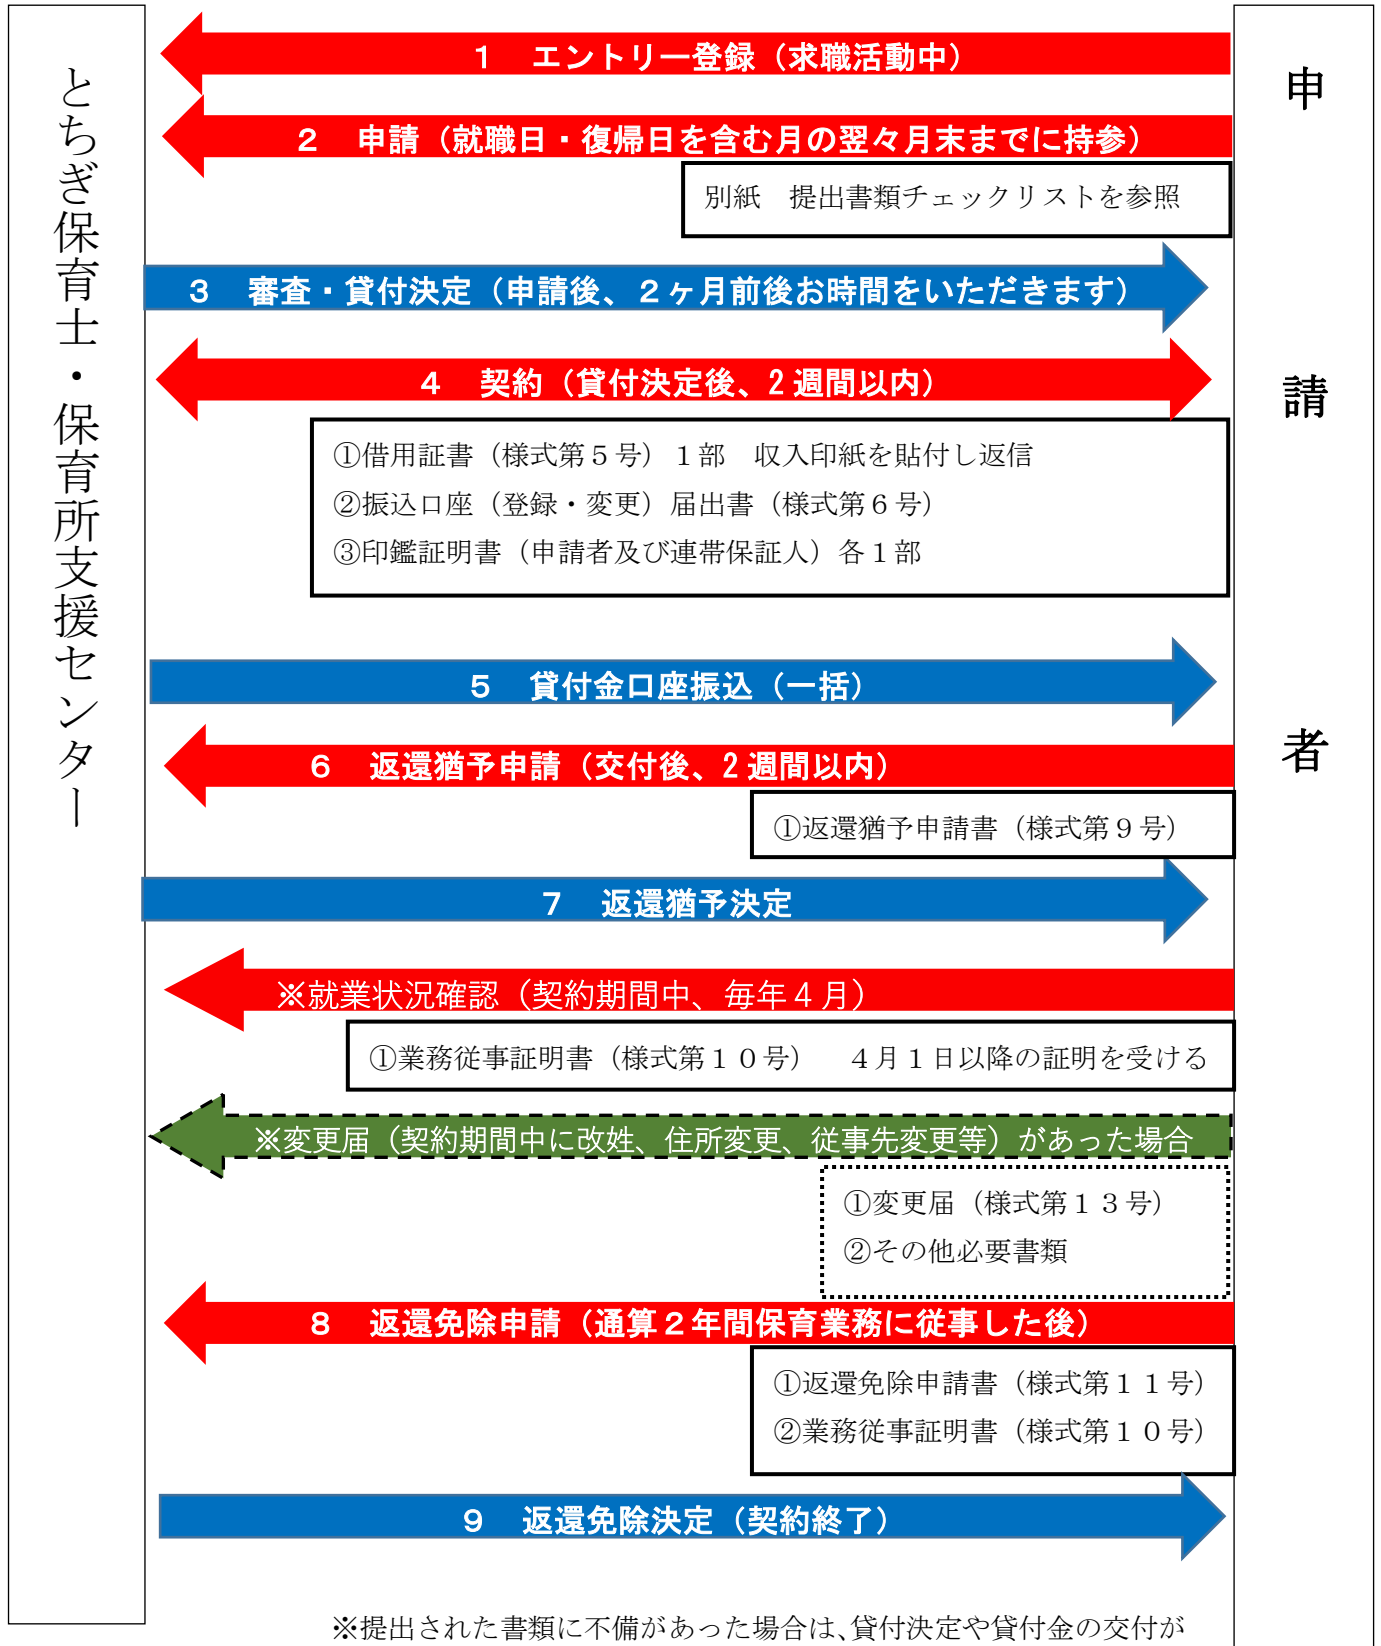 とちぎ保育士・保育所支援センター
申請者
１　エントリー登録（求職活動中）
２　申請（就職日・復帰日を含む月の翌々月末までに持参）
別紙　提出書類チェックリストを参照
３　審査・貸付決定（申請後、２ヶ月前後お時間をいただきます）
４　契約（貸付決定後、2週間以内）
①借用証書（様式第５号）１部　収入印紙を貼付し返信
②振込口座（登録・変更）届出書（様式第６号）
③印鑑証明書（申請者及び連帯保証人）各１部
５　貸付金口座振込（一括）
６　返還猶予申請（交付後、2週間以内）
①返還猶予申請書（様式第９号）
７　返還猶予決定
※就業状況確認（契約期間中、毎年４月）
①業務従事証明書（様式第１０号）　４月１日以降の証明を受ける
※変更届（契約期間中に改姓、住所変更、従事先変更等）があった場合
①変更届（様式第１３号）
②その他必要書類
８　返還免除申請（通算２年間保育業務に従事した後）
①返還免除申請書（様式第１１号）
②業務従事証明書（様式第１０号）
９　返還免除決定（契約終了）
※提出された書類に不備があった場合は、貸付決定や貸付金の交付が